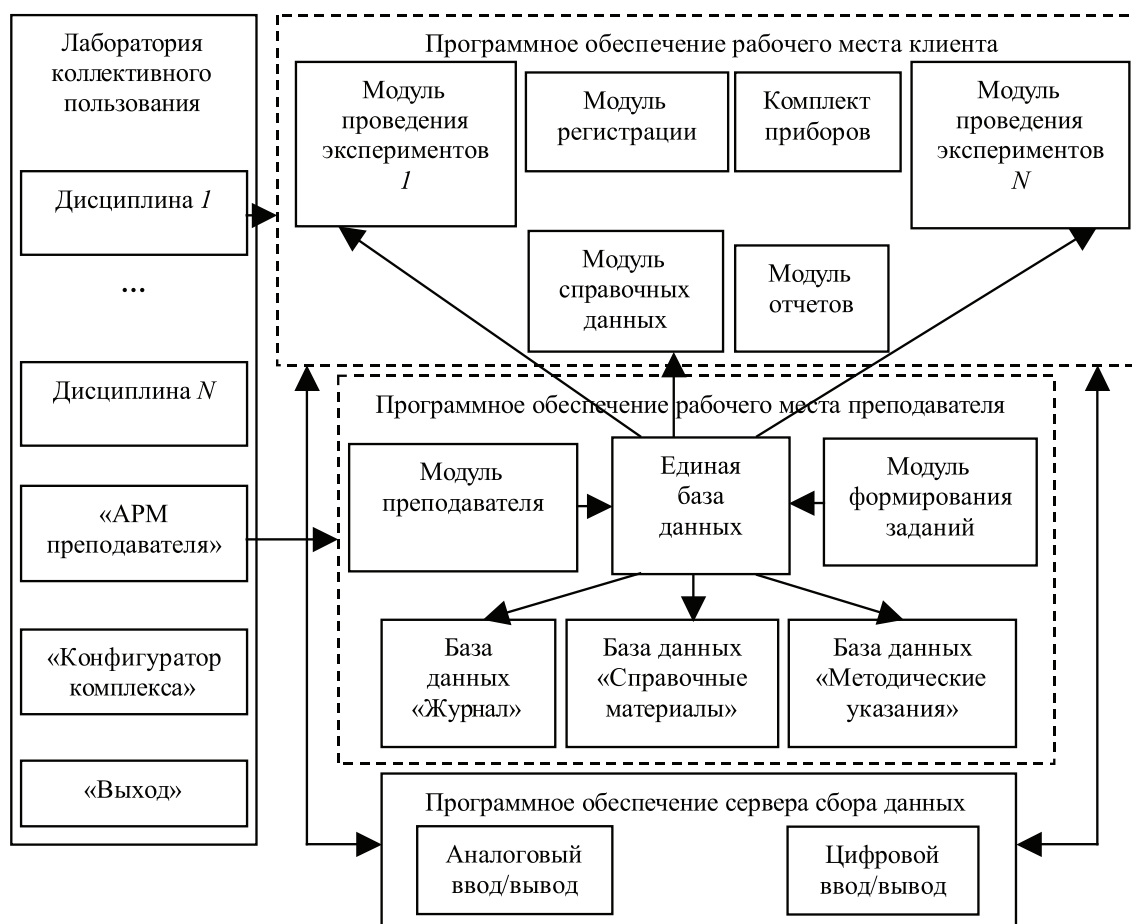 Лаборатория
коллективного
пользования
Дисциплина 1
...
Дисциплина N
«АРМ
преподавателя»
«Конфигуратор
комплекса»
«Выход»
Программное обеспечение рабочего места клиента
Модуль
проведения
экспериментов
1
Модуль
регистрации
Комплект
приборов
Модуль
проведения
экспериментов
N
Модуль
справочных
данных
Модуль
отчетов
Программное обеспечение рабочего места преподавателя
Модуль
преподавателя
Единая
база
данных
Модуль
формирования
заданий
База
данных
«Журнал»
База данных
«Справочные
материалы»
База данных
«Методические
указания»
Программное обеспечение сервера сбора данных
Аналоговый
ввод/вывод
Цифровой
ввод/вывод